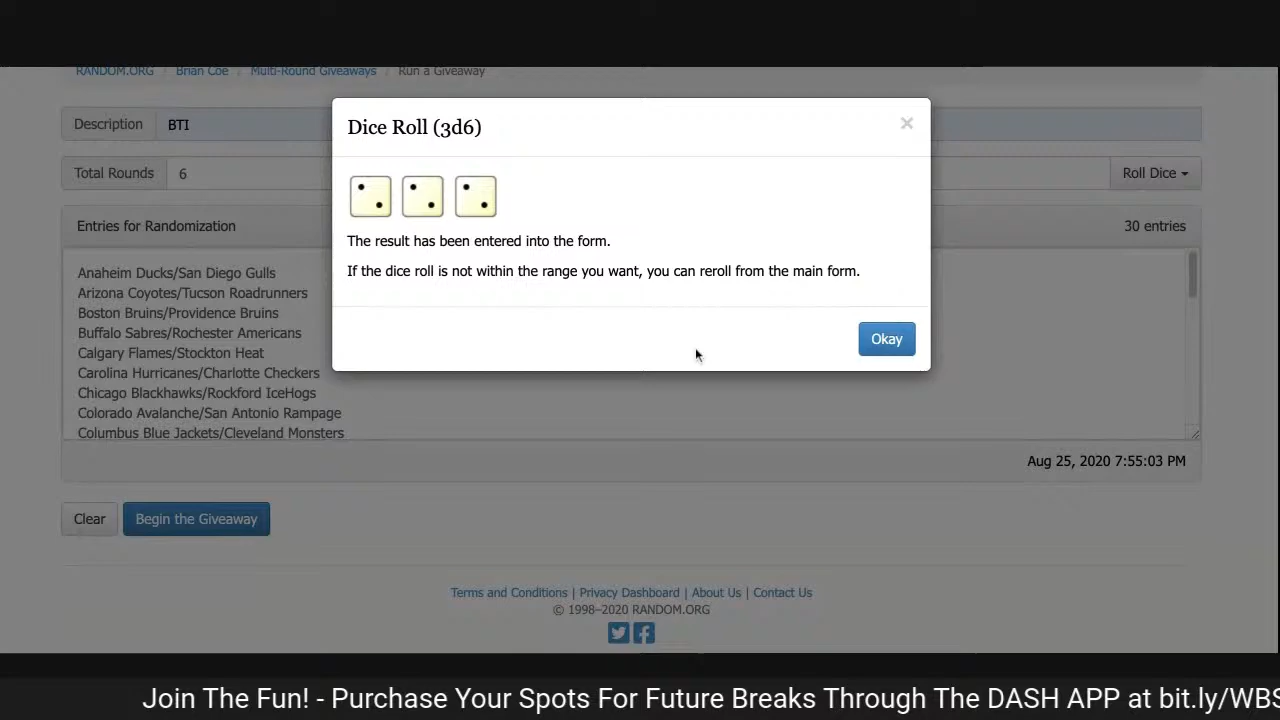 RANDOM.ORG / Brian Coe / Multi-Round Giveaways / Run a Giveaway
Dice Roll (3d6)
×
Description BTI
Total Rounds 6
Roll Dice
Entries for Randomization
30 entries
The result has been entered into the form.
If the dice roll is not within the range you want, you can reroll from the main form.
Okay
Anaheim Ducks/San Diego Gulls
Arizona Coyotes/Tucson Roadrunners
Boston Bruins/Providence Bruins
Buffalo Sabres/Rochester Americans
Calgary Flames/Stockton Heat
Carolina Hurricanes/Charlotte Checkers
Chicago Blackhawks/Rockford IceHogs
Colorado Avalanche/San Antonio Rampage
Columbus Blue Jackets/Cleveland Monsters
Aug 25, 2020 7:55:03 PM
Clear Begin the Giveaway
Terms and Conditions | Privacy Dashboard | About Us | Contact Us
© 1998–2020 RANDOM.ORG
Join The Fun! - Purchase Your Spots For Future Breaks Through The DASH APP at bit.ly/WBS